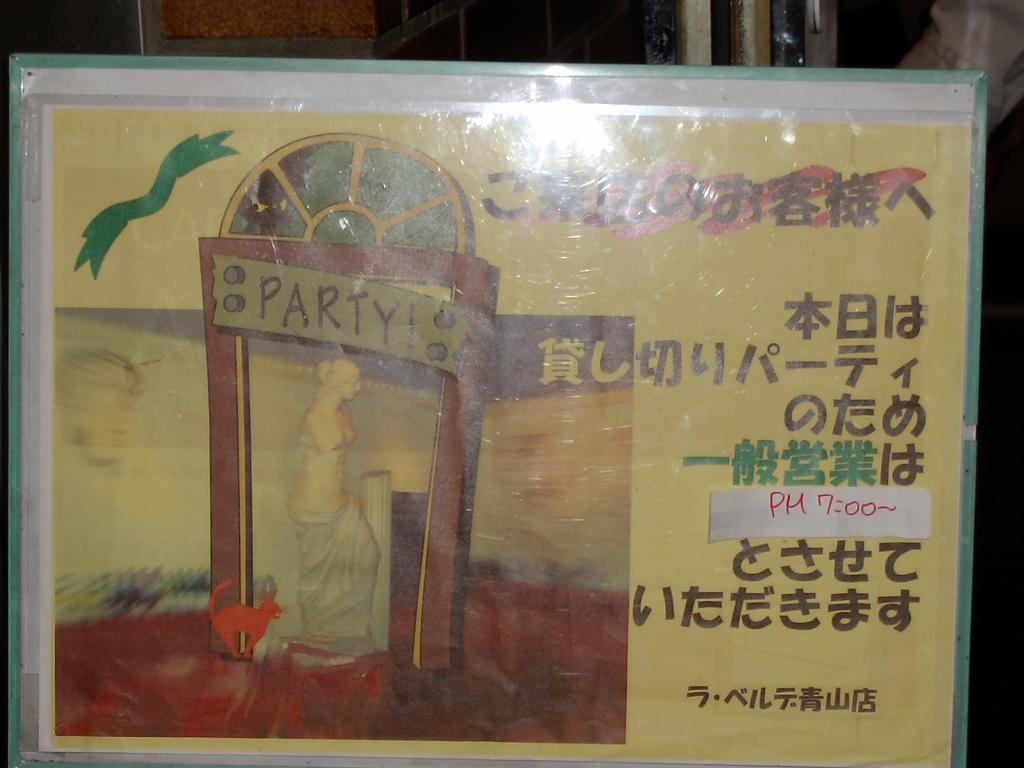 ご来店のお客様へ
PARTY!
本日は
貸し切りパーティ
のため
一般営業は
PM 7:00~
とさせて
いただきます
ラ・ベルデ青山店